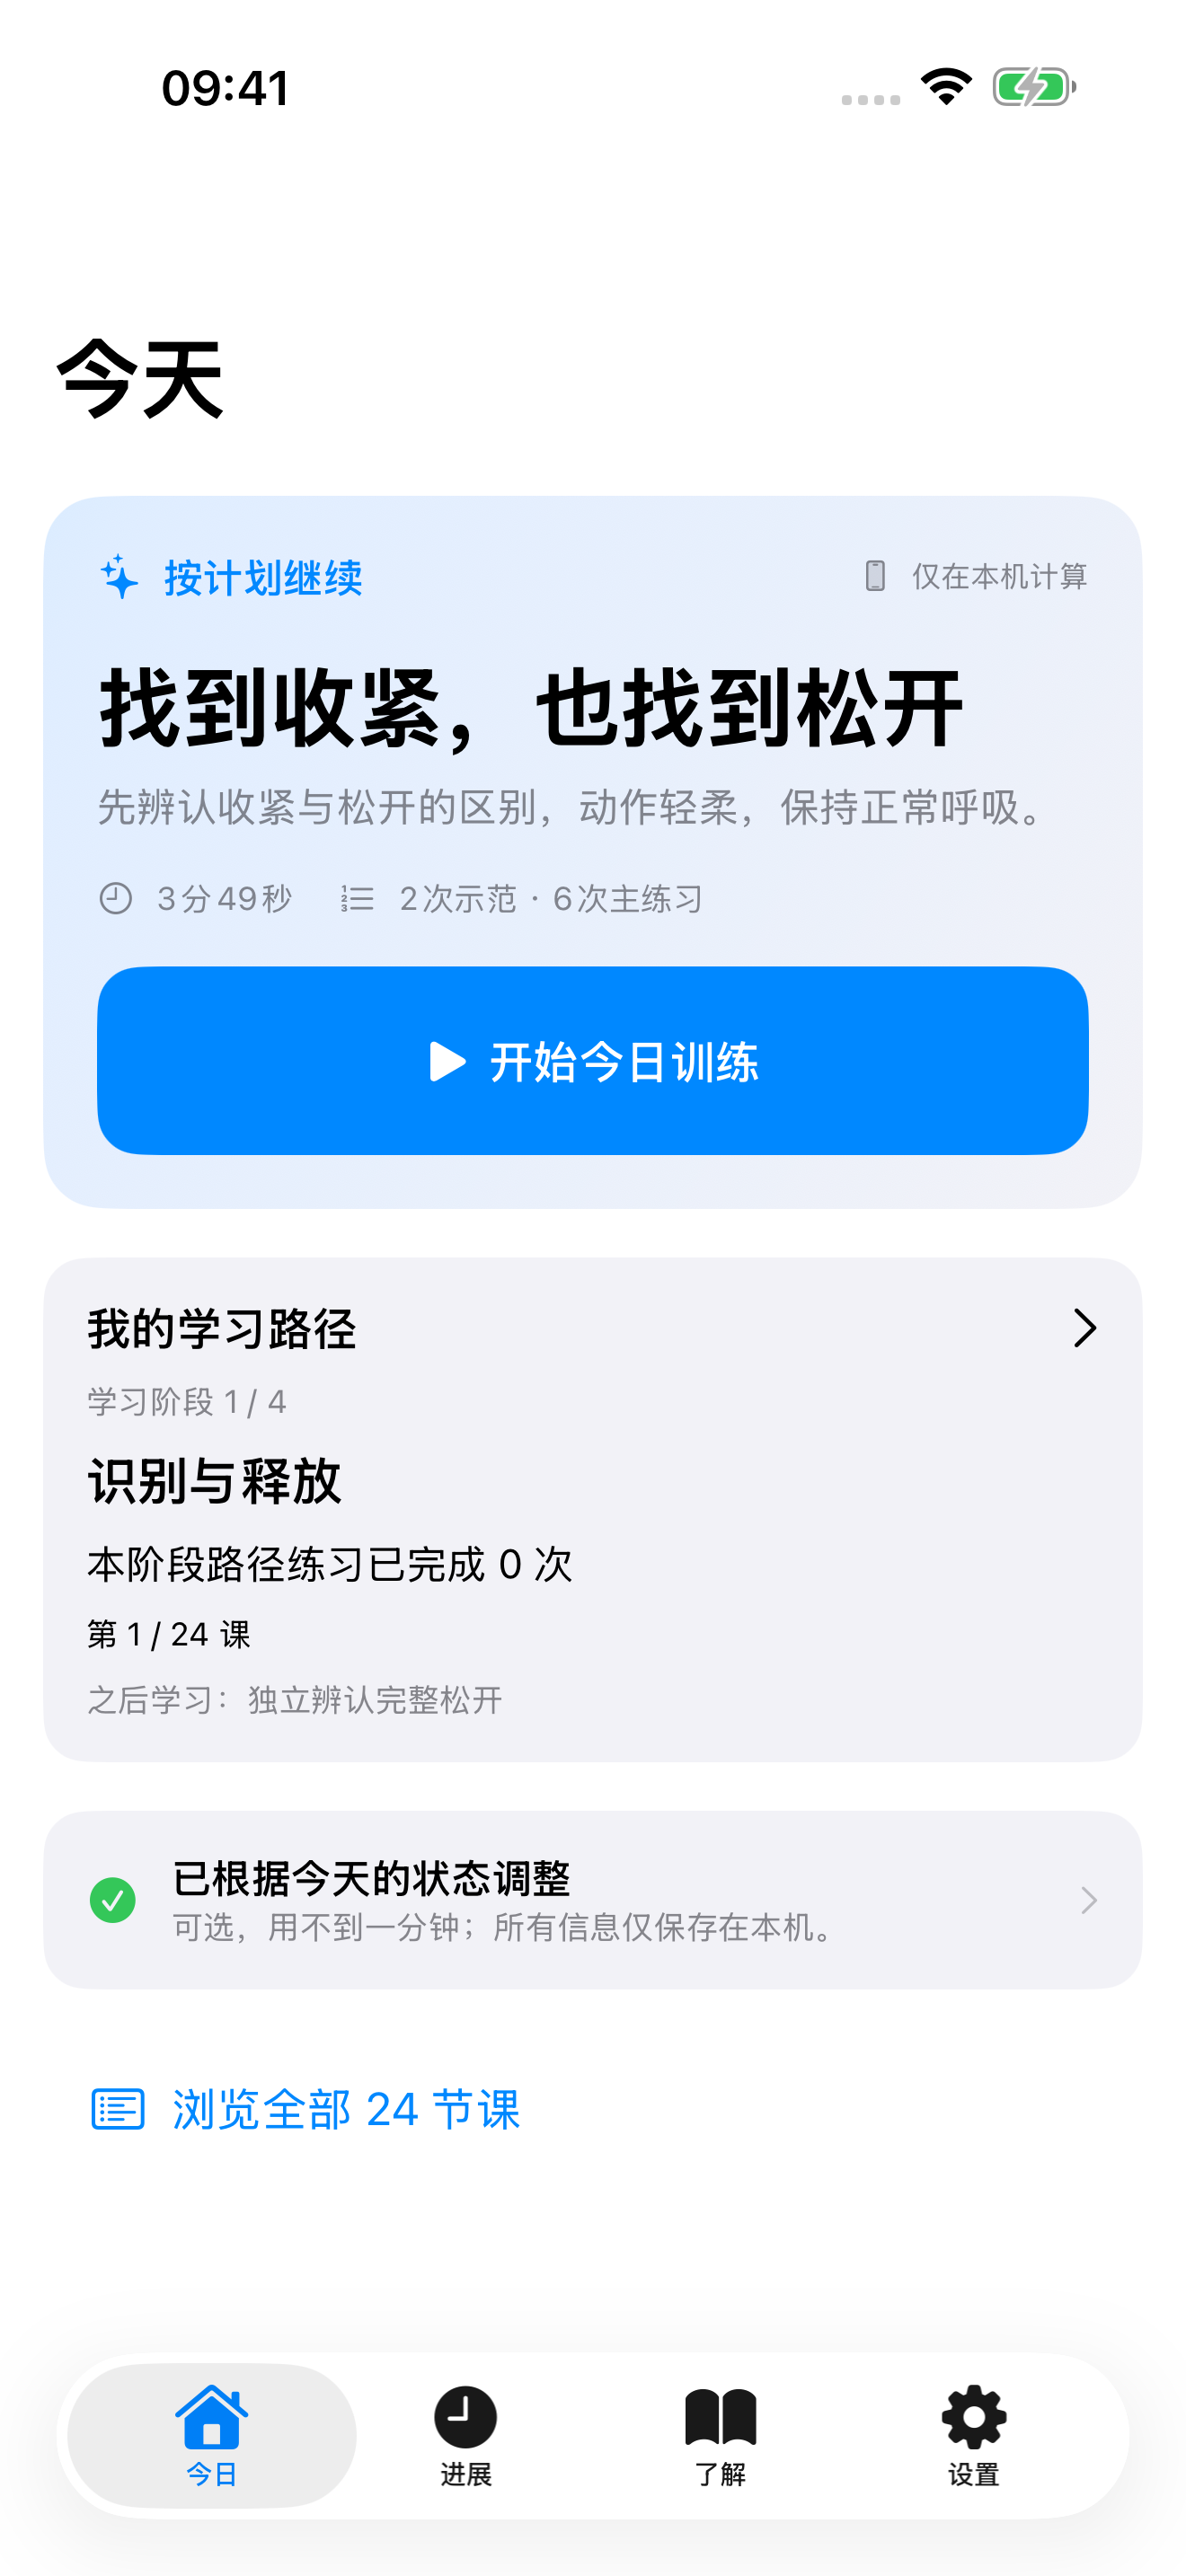 09:41
今天
按计划继续
仅在本机计算
找到收紧，也找到松开
先辨认收紧与松开的区别，动作轻柔，保持正常呼吸。
3分49秒
2次示范 · 6次主练习
开始今日训练
我的学习路径
学习阶段 1 / 4
识别与释放
本阶段路径练习已完成 0 次
第 1 / 24 课
之后学习：独立辨认完整松开
已根据今天的状态调整
可选，用不到一分钟；所有信息仅保存在本机。
浏览全部 24 节课
今日
进展
了解
设置